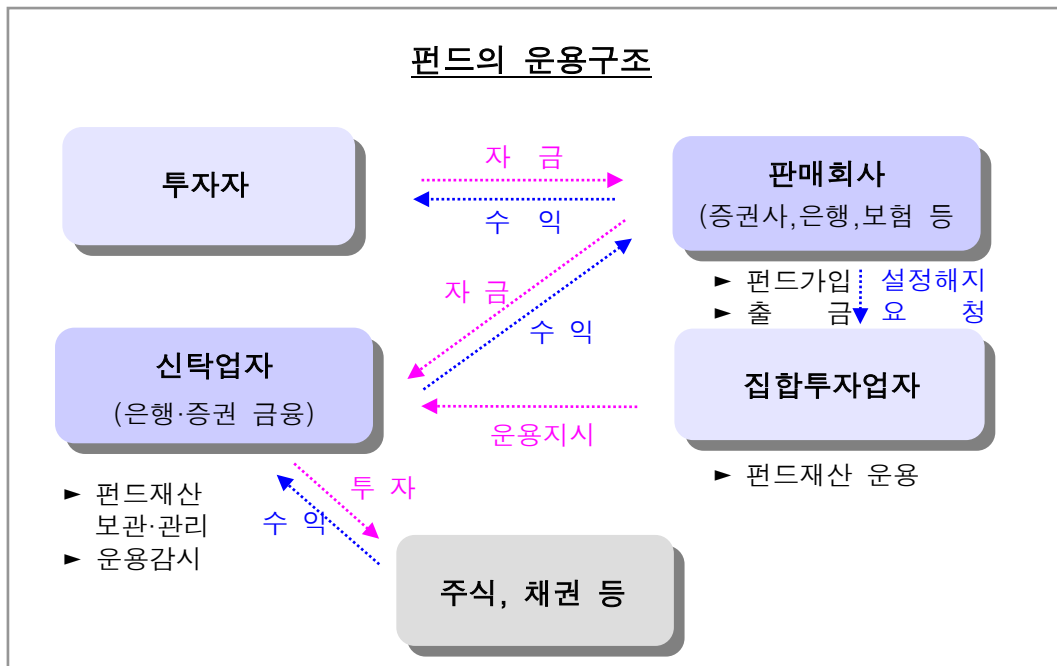 펀드의 운용구조
투자자
자 금
수 익
판매회사
(증권사,은행,보험 등
► 펀드가입
► 출 금
설정해지
요 청
자 금
수 익
신탁업자
(은행·증권 금융)
집합투자업자
운용지시
► 펀드재산
보관·관리
► 운용감시
► 펀드재산 운용
투 자
수 익
주식, 채권 등